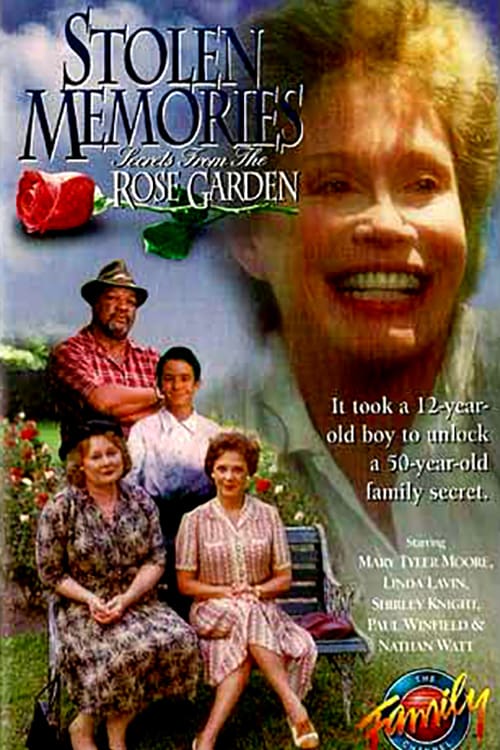 STOLEN
MEMORIES
Secrets From The
ROSE GARDEN
It took a 12-year-
old boy to unlock
a 50-year-old
family secret.
Starring
MARY TYLER MOORE,
LINDA LAVIN,
SHIRLEY KNIGHT,
PAUL WINFIELD &
NATHAN WATT
THE
Family